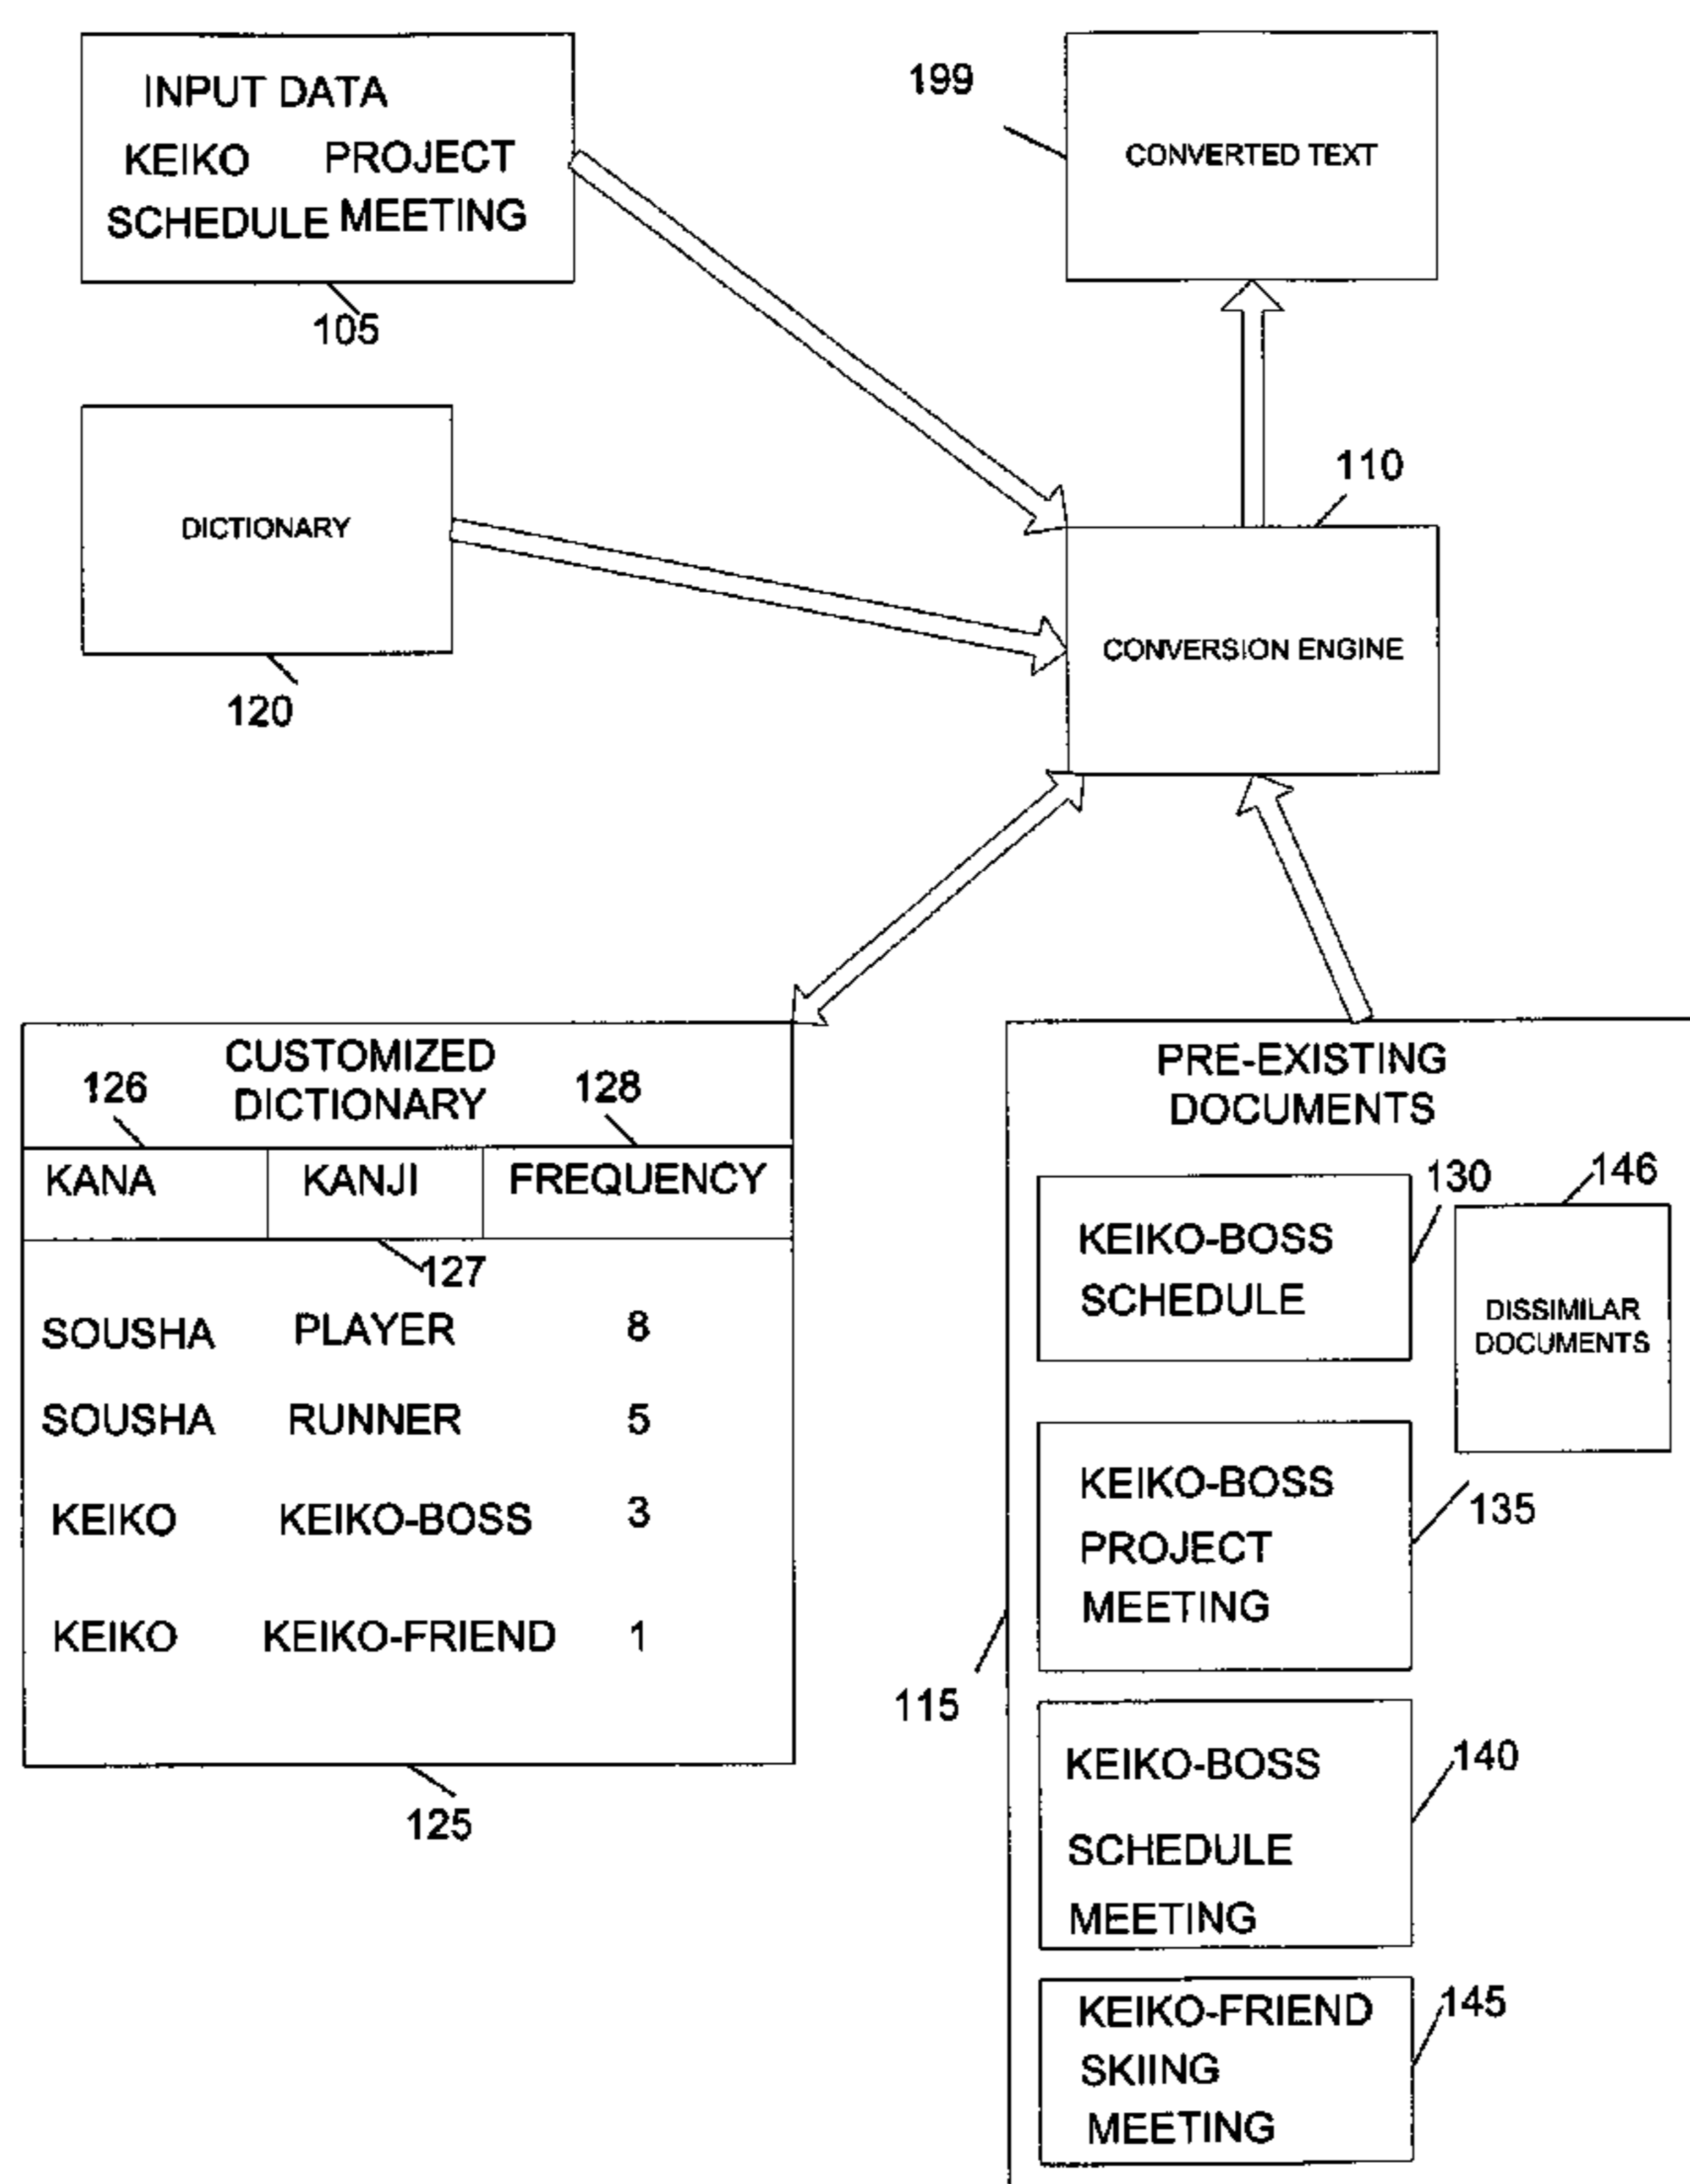 INPUT DATA
KEIKO PROJECT
SCHEDULE MEETING
105
199
CONVERTED TEXT
DICTIONARY
120
110
CONVERSION ENGINE
CUSTOMIZED
DICTIONARY
126
128
KANA KANJI FREQUENCY
127
SOUSHA PLAYER 8
SOUSHA RUNNER 5
KEIKO KEIKO-BOSS 3
KEIKO KEIKO-FRIEND 1
125
PRE-EXISTING
DOCUMENTS
115
KEIKO-BOSS
SCHEDULE
130
146
DISSIMILAR
DOCUMENTS
KEIKO-BOSS
PROJECT
MEETING
135
KEIKO-BOSS
SCHEDULE
MEETING
140
KEIKO-FRIEND
SKIING
MEETING
145